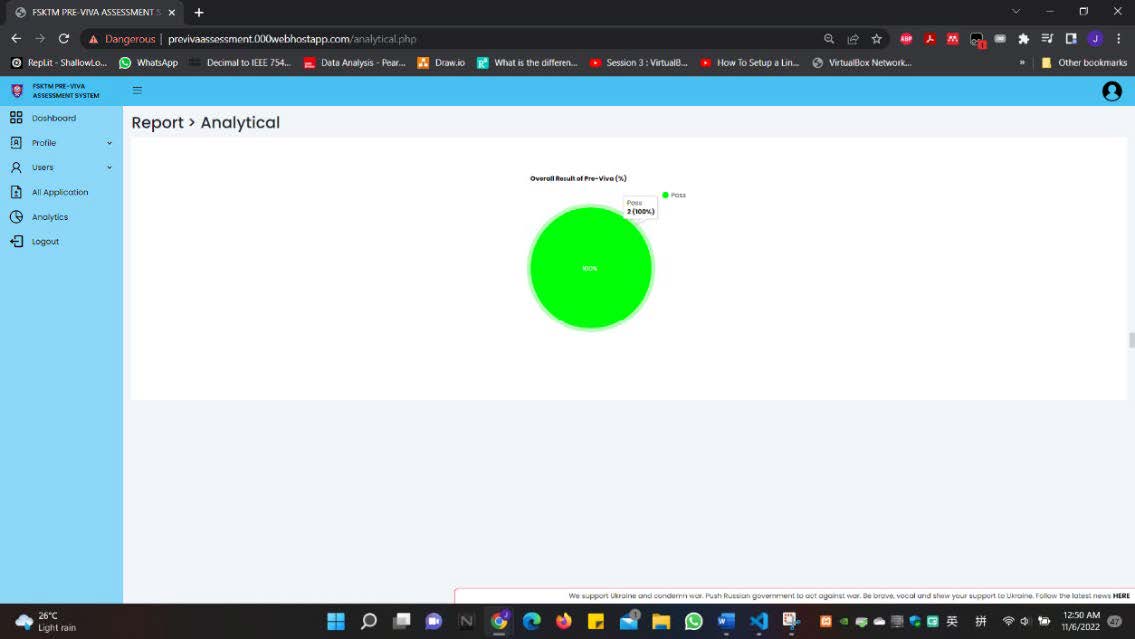 FSKTM PRE-VIVA ASSESSMENT S
Dangerous | previvaassessment.000webhostapp.com/analytical.php
ABP
1
J
Repl.it - ShallowLo...
WhatsApp
Decimal to IEEE 754...
Data Analysis - Pear...
Draw.io
What is the differen...
Session 3 : VirtualB...
How To Setup a Lin...
VirtualBox Network...
»
Other bookmarks
FSKTM PRE-VIVA
ASSESSMENT SYSTEM
Dashboard
Profile
Users
All Application
Analytics
Logout
Report > Analytical
Overall Result of Pre-Viva (%)
Pass
Pass
2 (100%)
100%
We support Ukraine and condemn war. Push Russian government to act against war. Be brave, vocal and show your support to Ukraine. Follow the latest news HERE
26°C
Light rain
英
拼
12:50 AM
11/6/2022
47